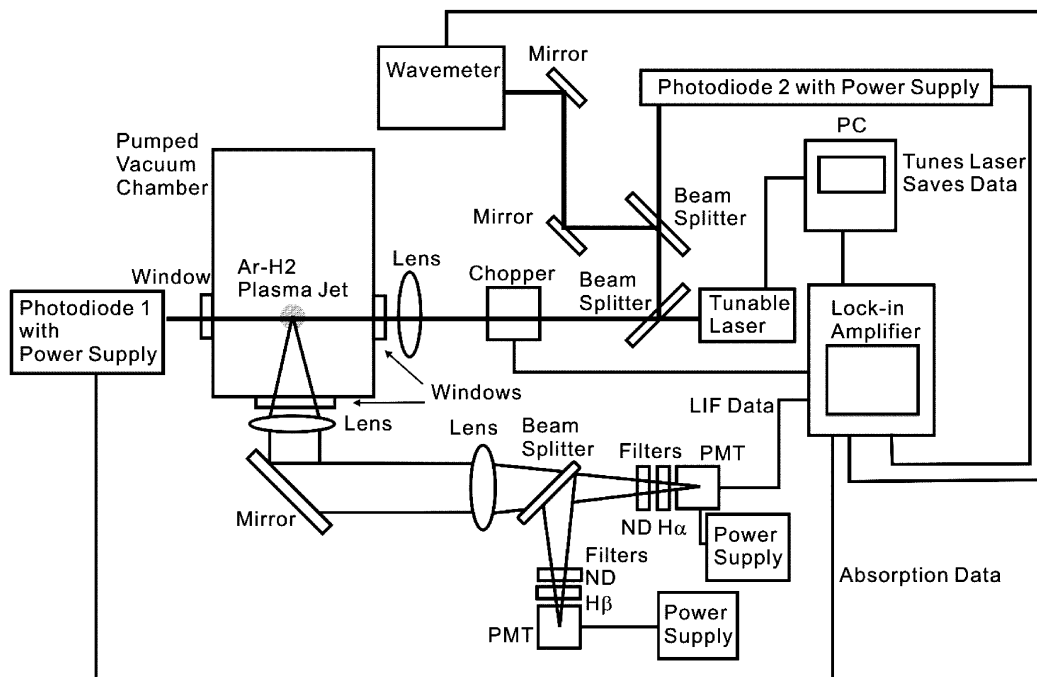 Mirror
Wavemeter
Photodiode 2 with Power Supply
PC
Tunes Laser
Saves Data
Pumped
Vacuum
Chamber
Beam
Splitter
Mirror
Window
Ar-H2
Plasma Jet
Lens
Chopper
Beam
Splitter
Tunable
Laser
Lock-in
Amplifier
Photodiode 1
with
Power Supply
Windows
LIF Data
Lens
Lens
Beam
Splitter
Filters
PMT
Mirror
ND Hα
Power
Supply
Filters
ND
Hβ
PMT
Power
Supply
Absorption Data